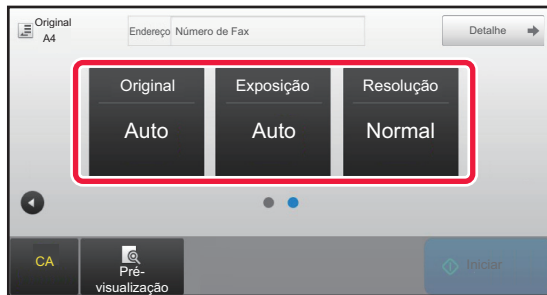 Original
A4
Endereço Número de Fax
Detalhe
Original Exposição Resolução
Auto Auto Normal
CA
Pré-
visualização
Iniciar